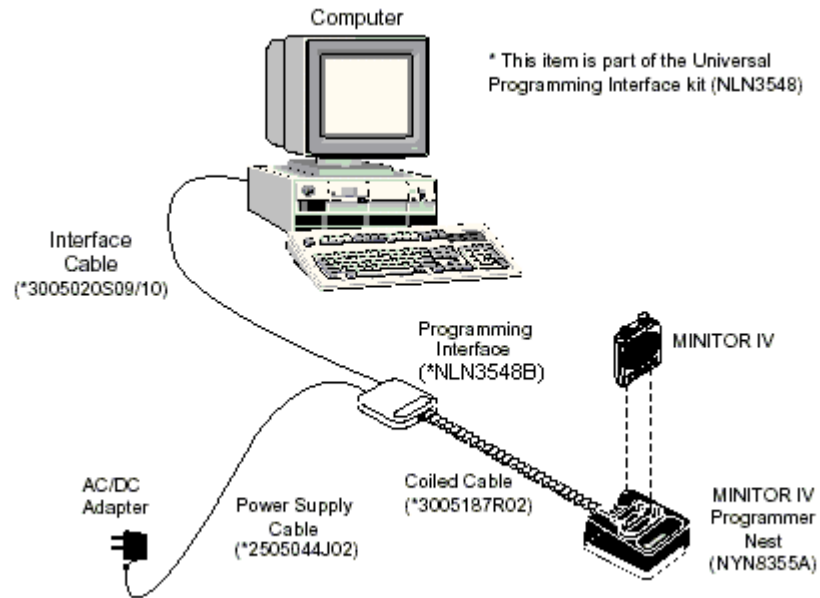 Computer
* This item is part of the Universal
Programming Interface kit (NLN3548)
Interface
Cable
(*3005020S09/10)
Programming
Interface
(*NLN3548B)
MINITOR IV
AC/DC
Adapter
Power Supply
Cable
(*2505044J02)
Coiled Cable
(*3005187R02)
MINITOR IV
Programmer
Nest
(NYN8355A)